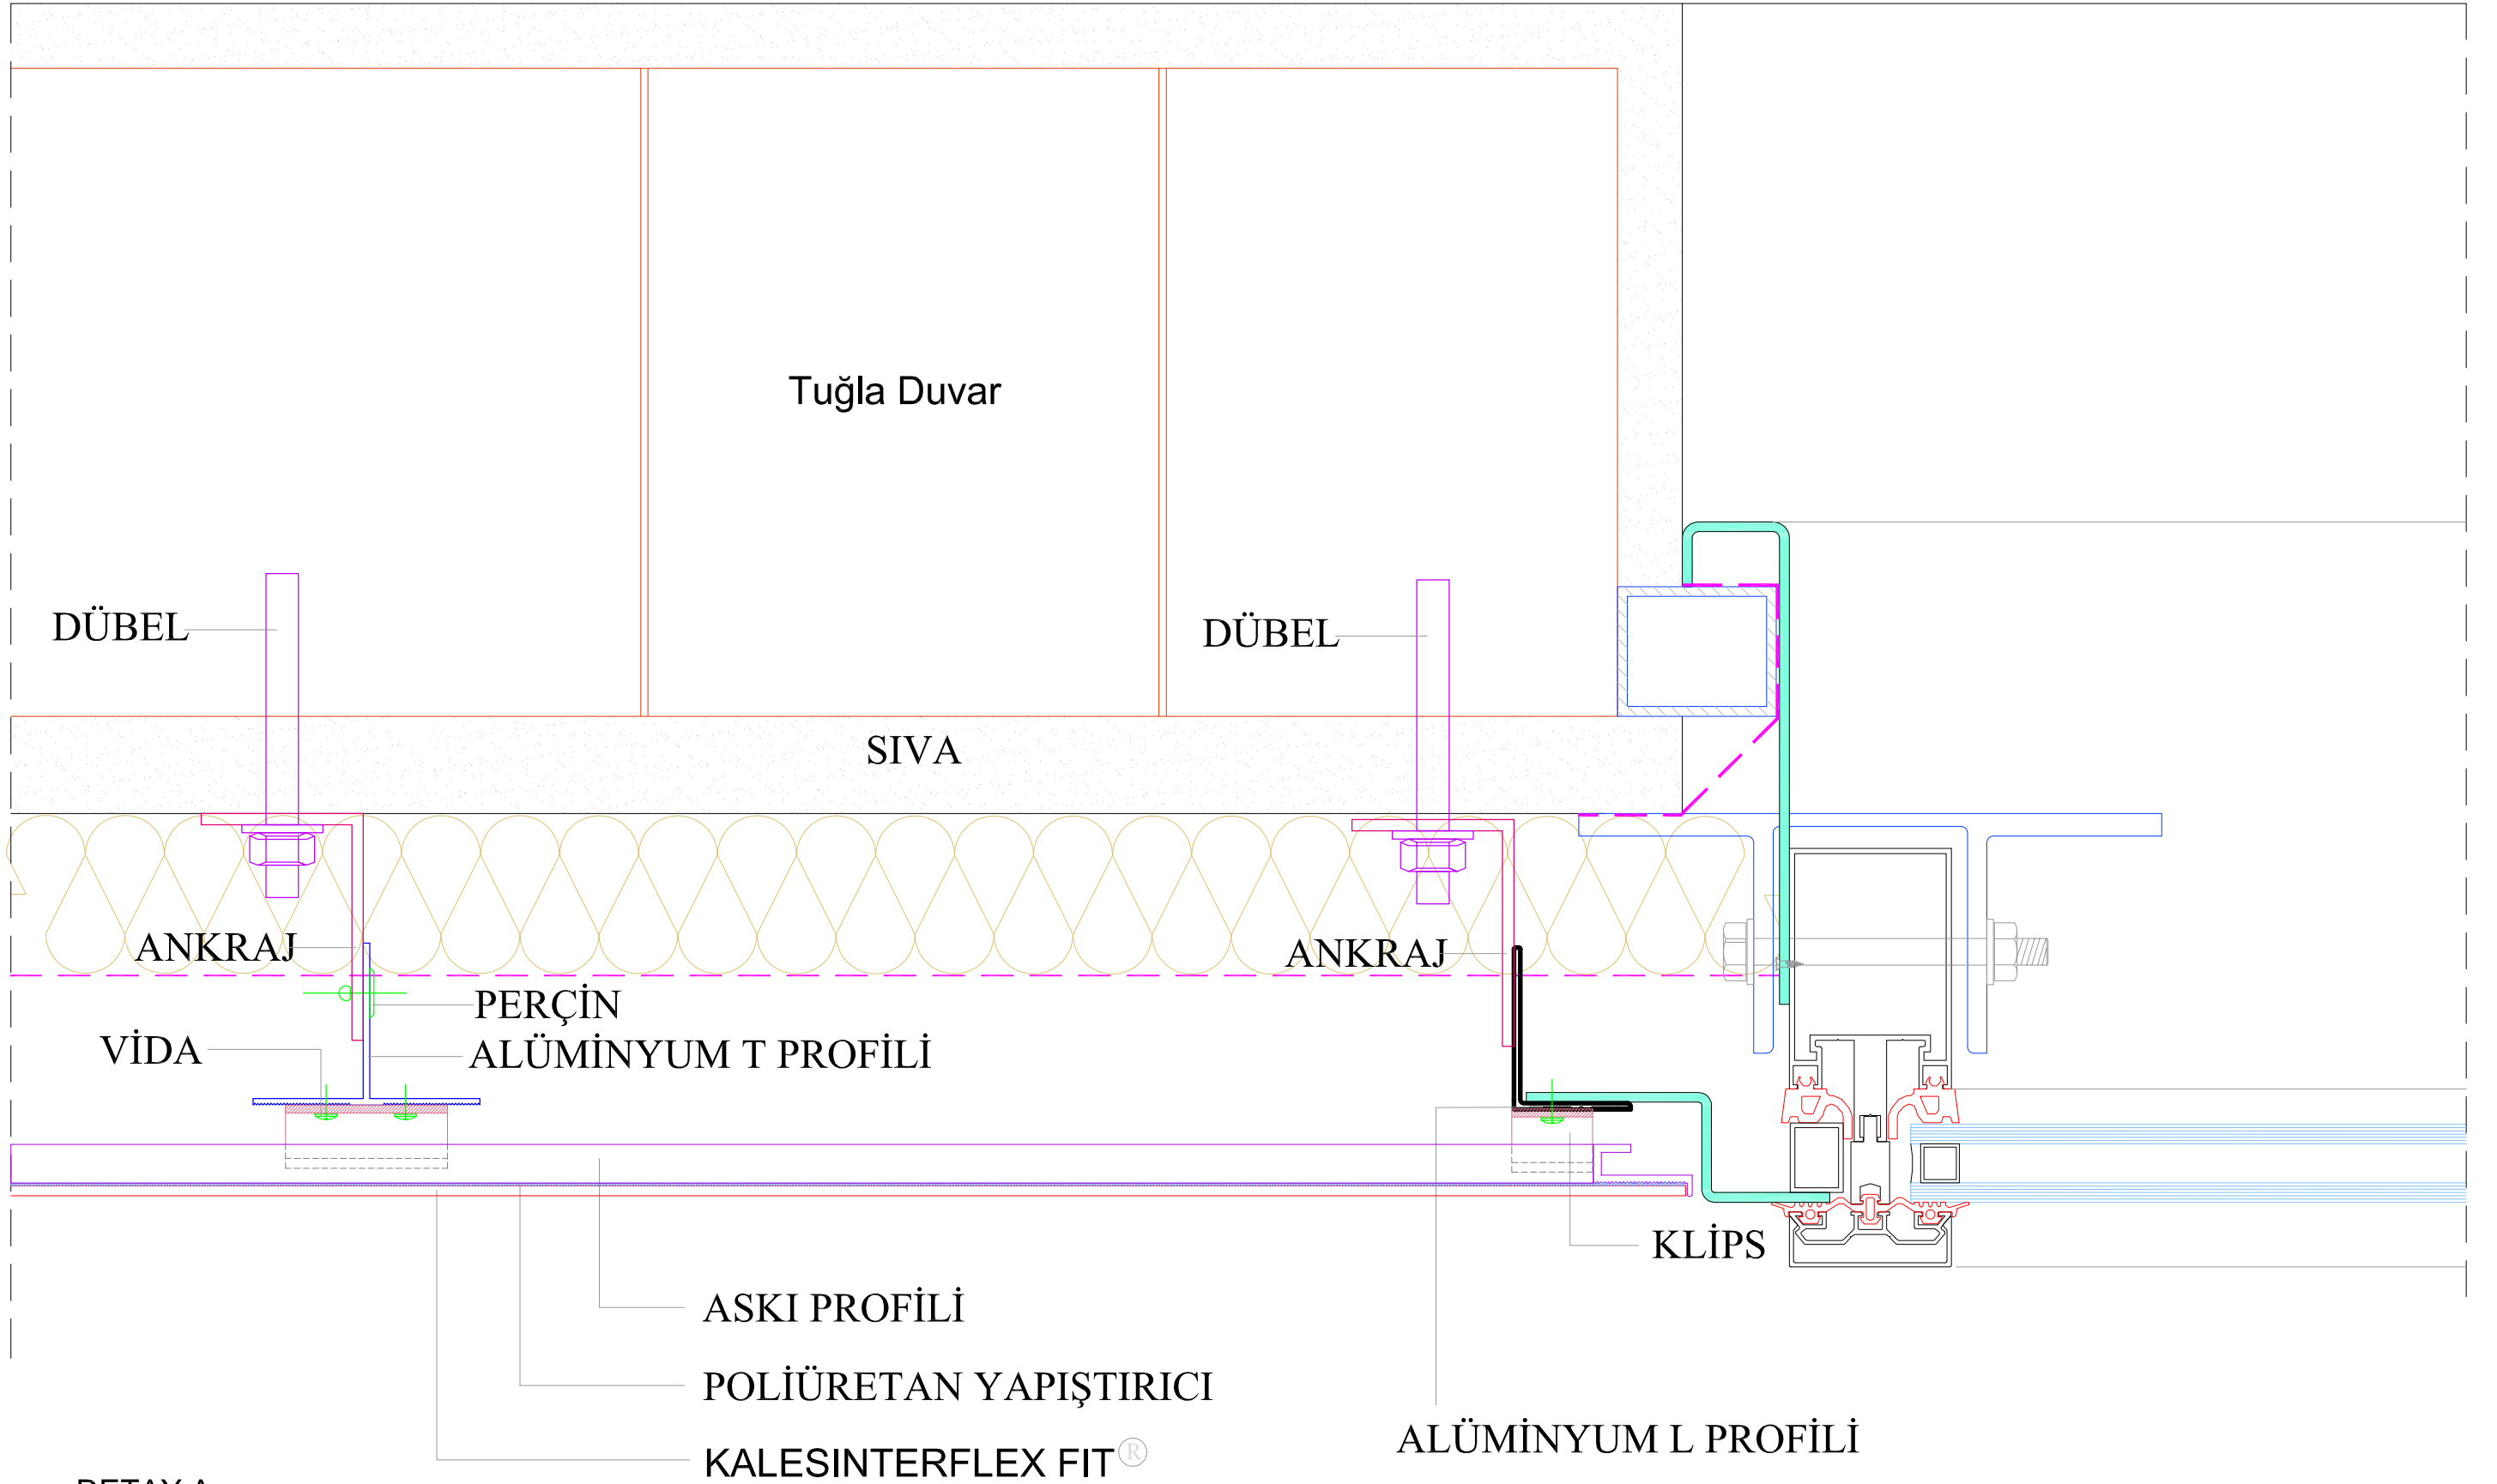 Tuğla Duvar
DÜBEL
DÜBEL
SIVA
ANKRAJ
ANKRAJ
PERÇİN
VİDA
ALÜMİNYUM T PROFİLİ
KLİPS
ASKI PROFİLİ
POLİÜRETAN YAPIŞTIRICI
ALÜMİNYUM L PROFİLİ
KALESINTERFLEX FIT®
DETAY A